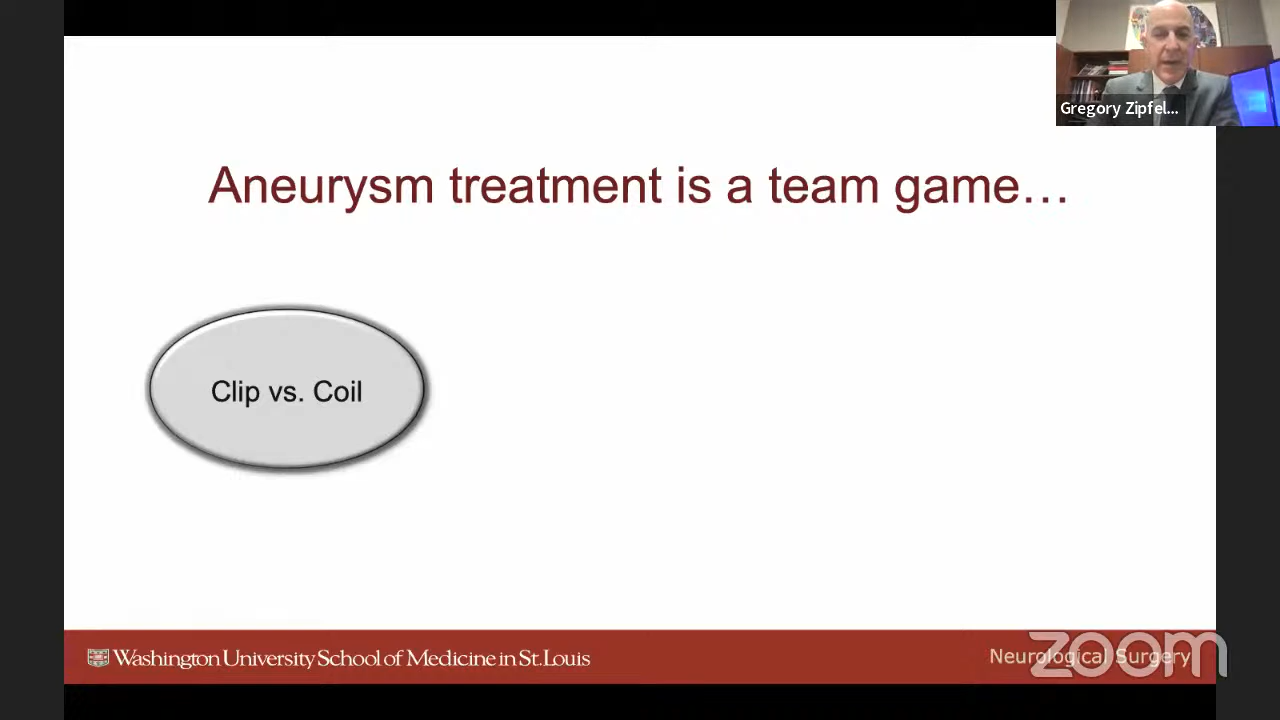 Gregory Zipfel...
Aneurysm treatment is a team game…
Clip vs. Coil
Washington University School of Medicine in St. Louis
Neurological Surgery
zoom